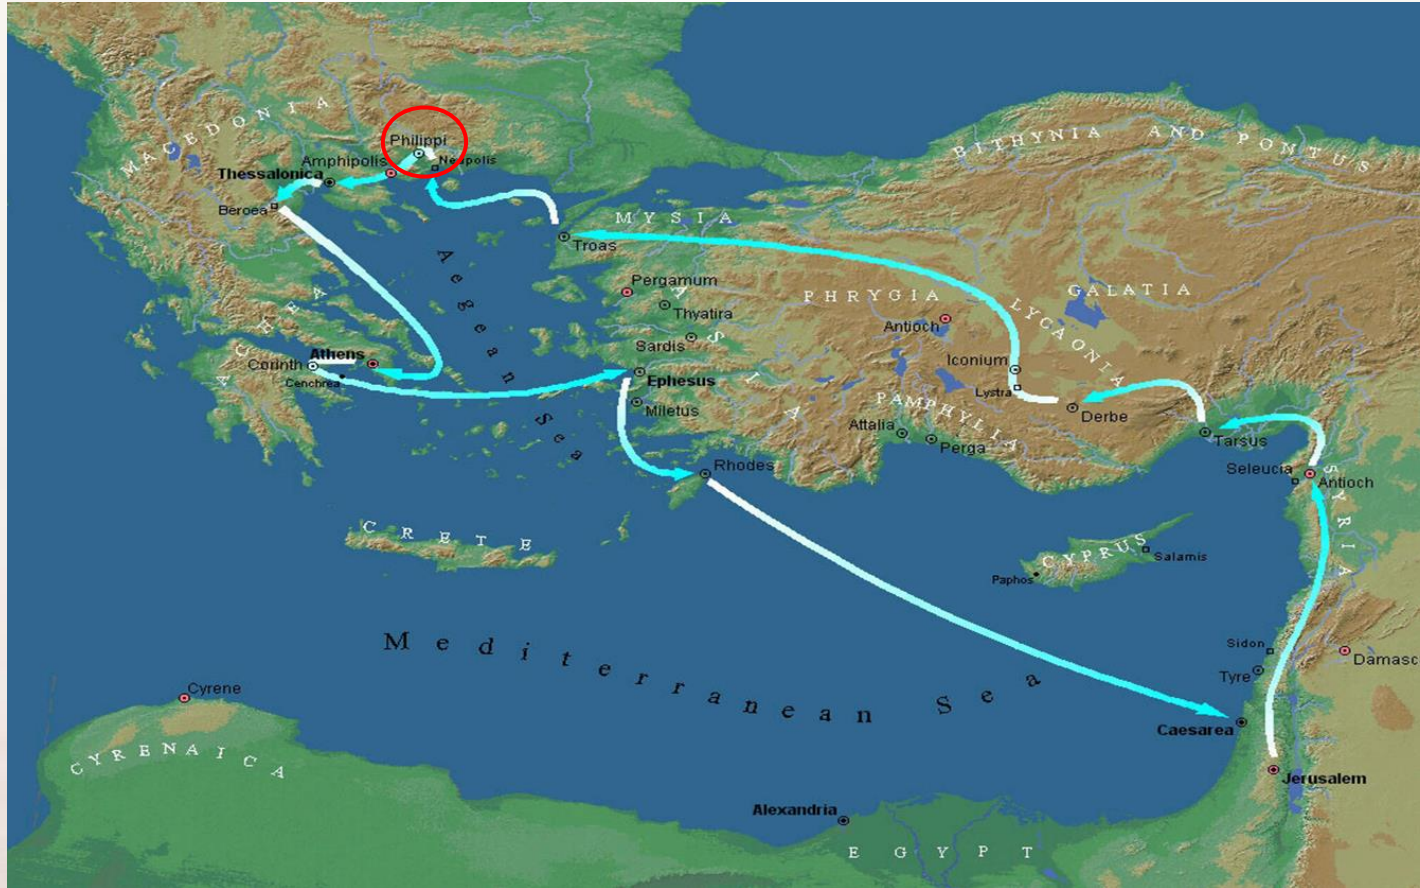 MACEDONIA
Philippi
Neapolis
Amphipolis
Thessalonica
Beroea
BITHYNIA AND PONTUS
MYSIA
Troas
Aegean Sea
Pergamum
Thyatira
ASIA
PHRYGIA
GALATIA
LYCAONIA
Antioch
Sardis
ACHEA
Athens
Corinth
Cenchrea
Iconium
Lystra
Ephesus
Miletus
Derbe
PAMPHYLIA
Attalia
Perga
Tarsus
Rhodes
Seleucia
Antioch
SYRIA
CRETE
CYPRUS
Salamis
Paphos
Mediterranean Sea
Sidon
Tyre
Damasc
Cyrene
CYRENAICA
Caesarea
Jerusalem
Alexandria
EGYPT